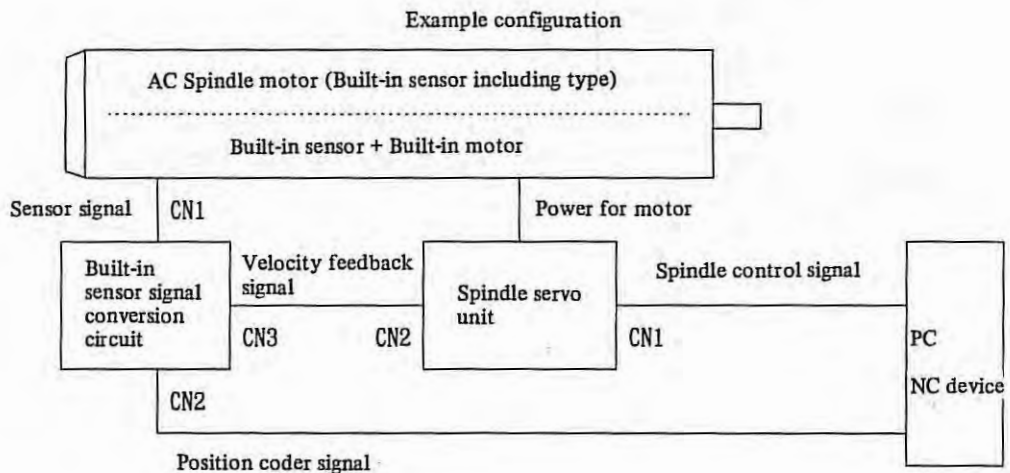 Example configuration
AC Spindle motor (Built-in sensor including type)
Built-in sensor + Built-in motor
Sensor signal
CN1
Power for motor
Built-in
sensor signal
conversion
circuit
Velocity feedback
signal
CN3
CN2
Spindle servo
unit
Spindle control signal
CN1
PC
NC device
CN2
Position coder signal